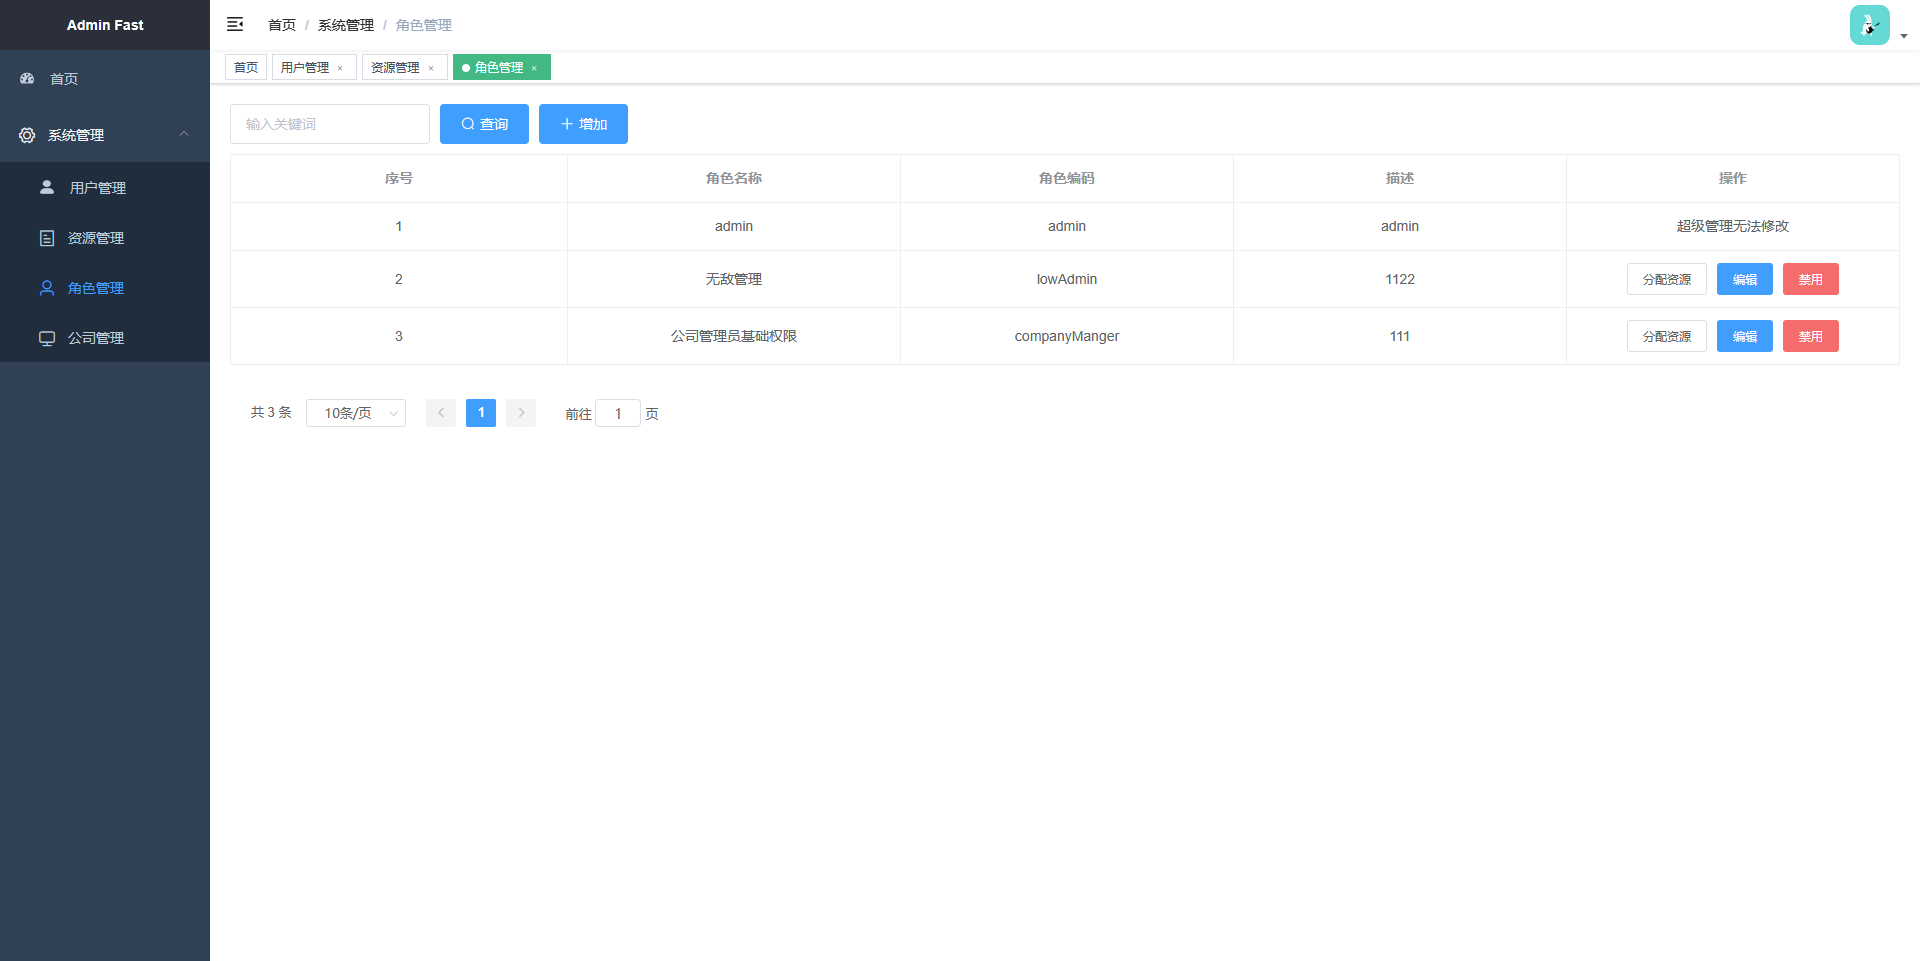 Admin Fast
首页
系统管理
用户管理
资源管理
角色管理
公司管理
首页 / 系统管理 / 角色管理
首页 用户管理 × 资源管理 × 角色管理 ×
输入关键词 查询 增加
序号 角色名称 角色编码 描述 操作
1 admin admin admin 超级管理无法修改
2 无敌管理 lowAdmin 1122 分配资源 编辑 禁用
3 公司管理员基础权限 companyManger 111 分配资源 编辑 禁用
共 3 条 10条/页 1 前往 1 页